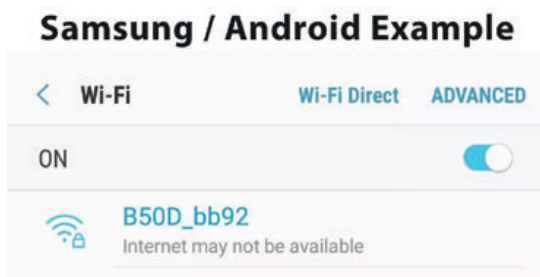 Samsung / Android Example
Wi-Fi Wi-Fi Direct ADVANCED
ON
B50D_bb92
Internet may not be available